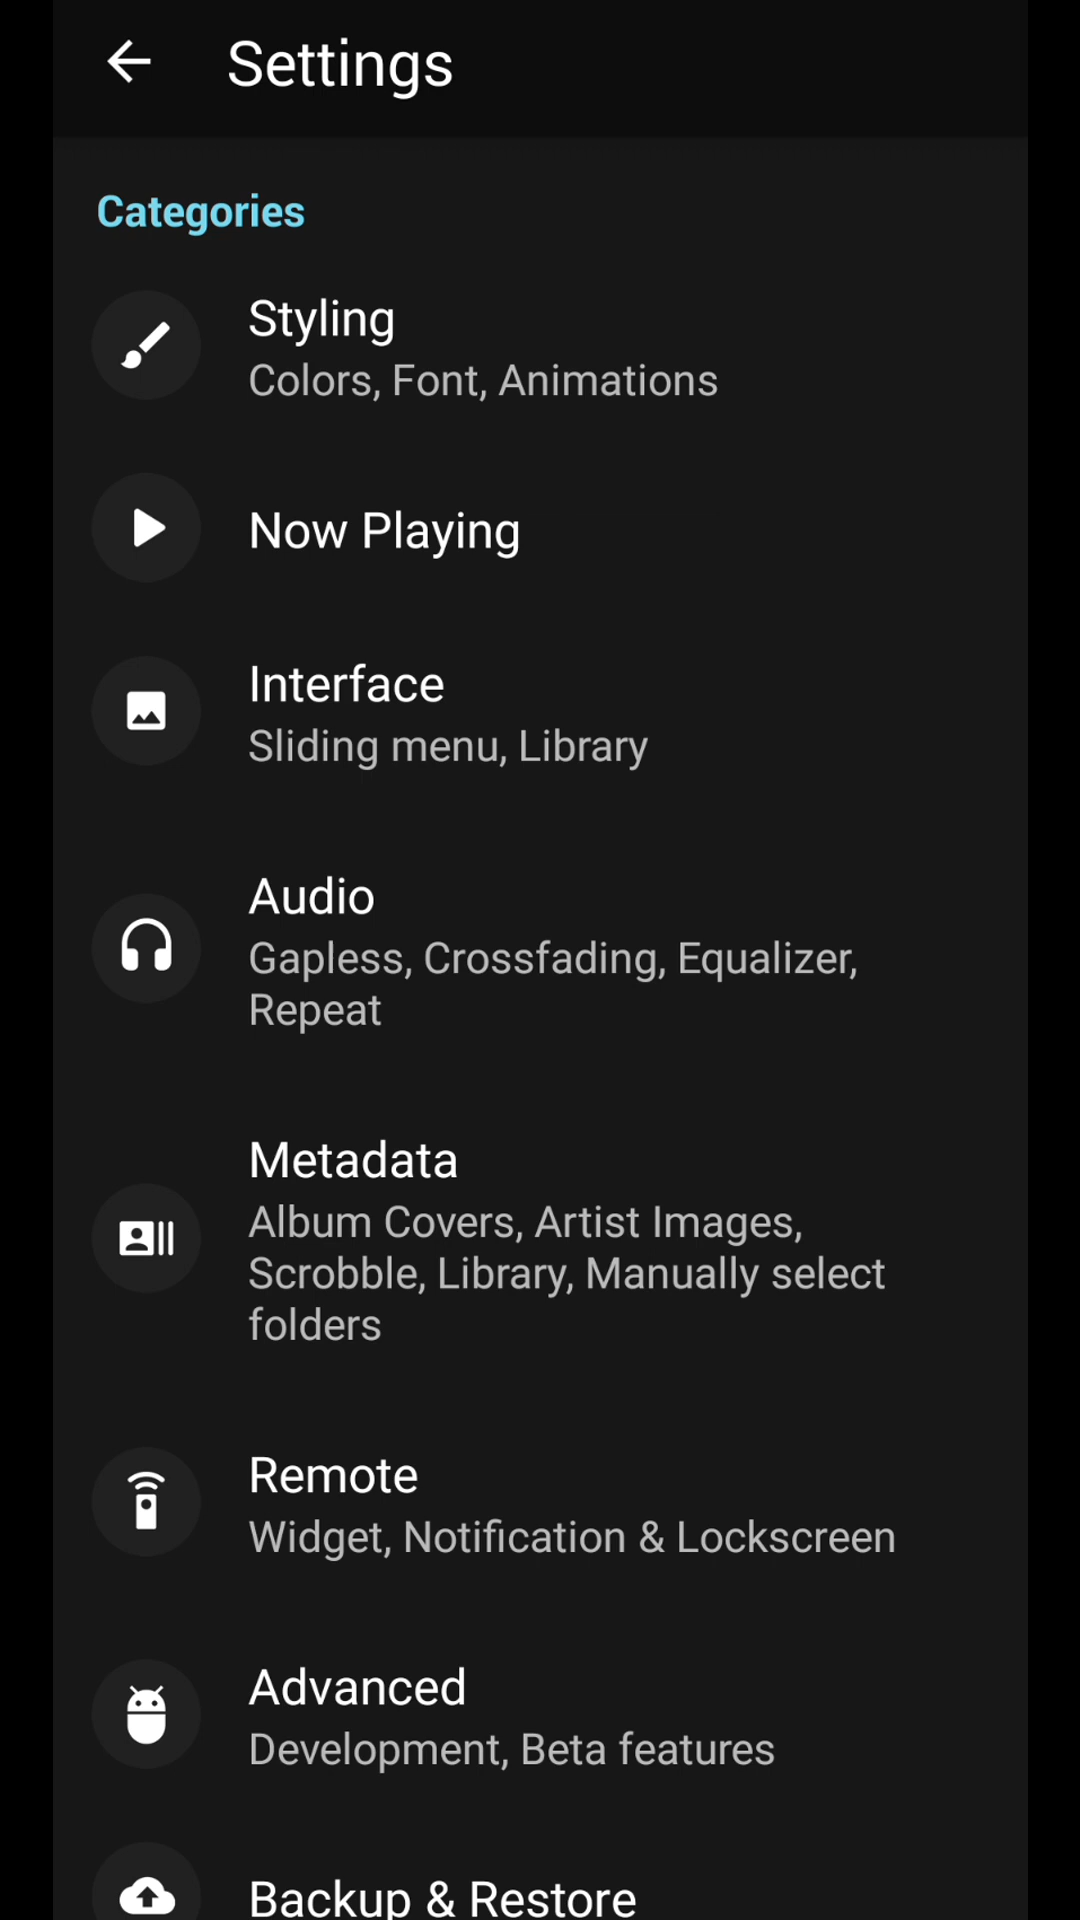 Settings
Categories
Styling
Colors, Font, Animations
Now Playing
Interface
Sliding menu, Library
Audio
Gapless, Crossfading, Equalizer,
Repeat
Metadata
Album Covers, Artist Images,
Scrobble, Library, Manually select
folders
Remote
Widget, Notification & Lockscreen
Advanced
Development, Beta features
Backup & Restore